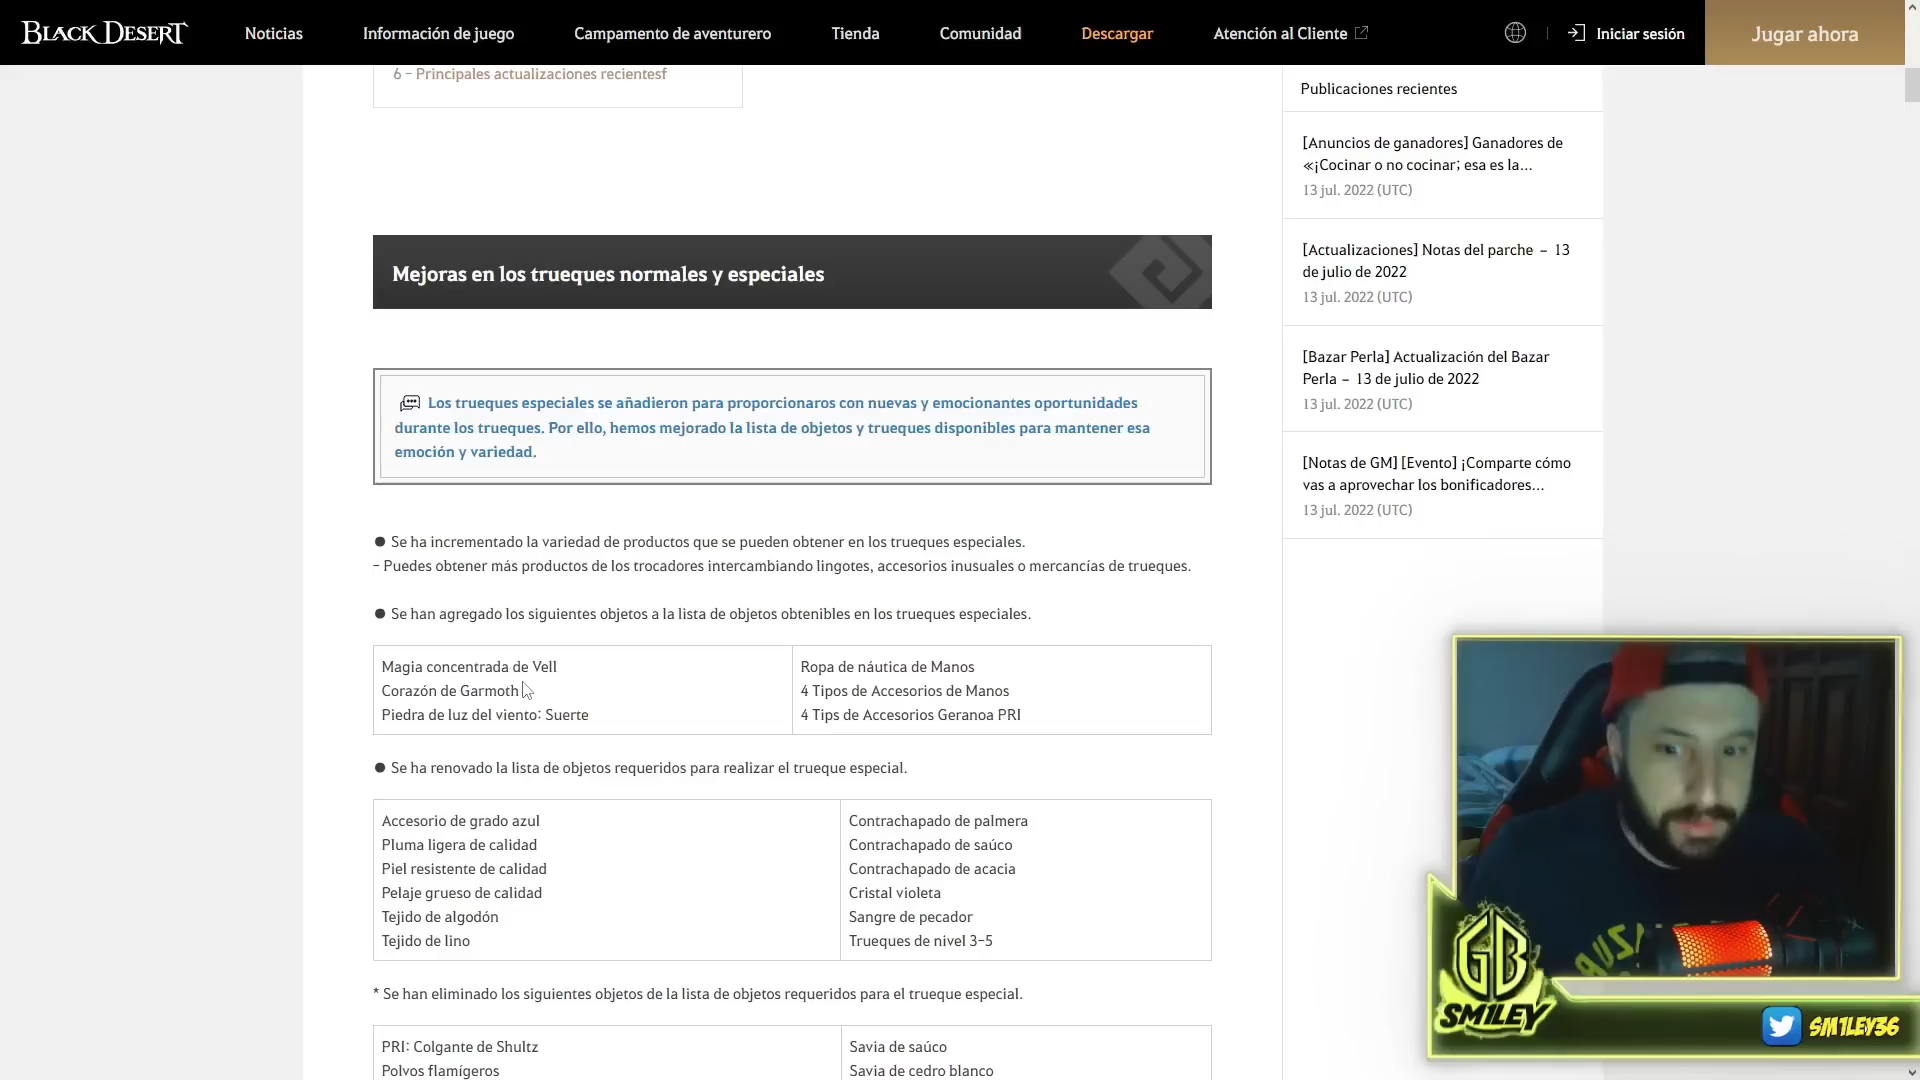 BLACK DESERT
Noticias
Información de juego
Campamento de aventurero
Tienda
Comunidad
Descargar
Atención al Cliente
Iniciar sesión
Jugar ahora
6 - Principales actualizaciones recientesf
Mejoras en los trueques normales y especiales
Los trueques especiales se añadieron para proporcionaros con nuevas y emocionantes oportunidades
durante los trueques. Por ello, hemos mejorado la lista de objetos y trueques disponibles para mantener esa
emoción y variedad.
● Se ha incrementado la variedad de productos que se pueden obtener en los trueques especiales.
- Puedes obtener más productos de los trocadores intercambiando lingotes, accesorios inusuales o mercancías de trueques.
● Se han agregado los siguientes objetos a la lista de objetos obtenibles en los trueques especiales.
Magia concentrada de Vell
Corazón de Garmoth
Piedra de luz del viento: Suerte
Ropa de náutica de Manos
4 Tipos de Accesorios de Manos
4 Tips de Accesorios Geranoa PRI
● Se ha renovado la lista de objetos requeridos para realizar el trueque especial.
Accesorio de grado azul
Pluma ligera de calidad
Piel resistente de calidad
Pelaje grueso de calidad
Tejido de algodón
Tejido de lino
Contrachapado de palmera
Contrachapado de saúco
Contrachapado de acacia
Cristal violeta
Sangre de pecador
Trueques de nivel 3-5
* Se han eliminado los siguientes objetos de la lista de objetos requeridos para el trueque especial.
PRI: Colgante de Shultz
Polvos flamígeros
Savia de saúco
Savia de cedro blanco
Publicaciones recientes
[Anuncios de ganadores] Ganadores de
«¡Cocinar o no cocinar; esa es la...
13 jul. 2022 (UTC)
[Actualizaciones] Notas del parche - 13
de julio de 2022
13 jul. 2022 (UTC)
[Bazar Perla] Actualización del Bazar
Perla - 13 de julio de 2022
13 jul. 2022 (UTC)
[Notas de GM] [Evento] ¡Comparte cómo
vas a aprovechar los bonificadores...
13 jul. 2022 (UTC)
GB
SM1LEY
SM1LEY36